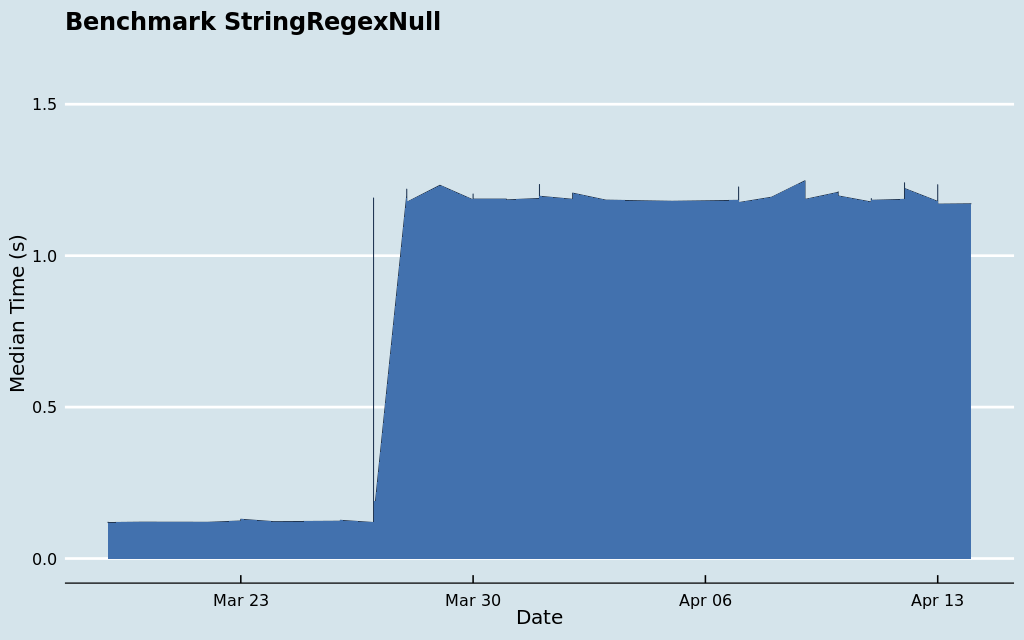 Benchmark StringRegexNull
1.5
1.0
0.5
0.0
Median Time (s)
Mar 23
Mar 30
Apr 06
Apr 13
Date